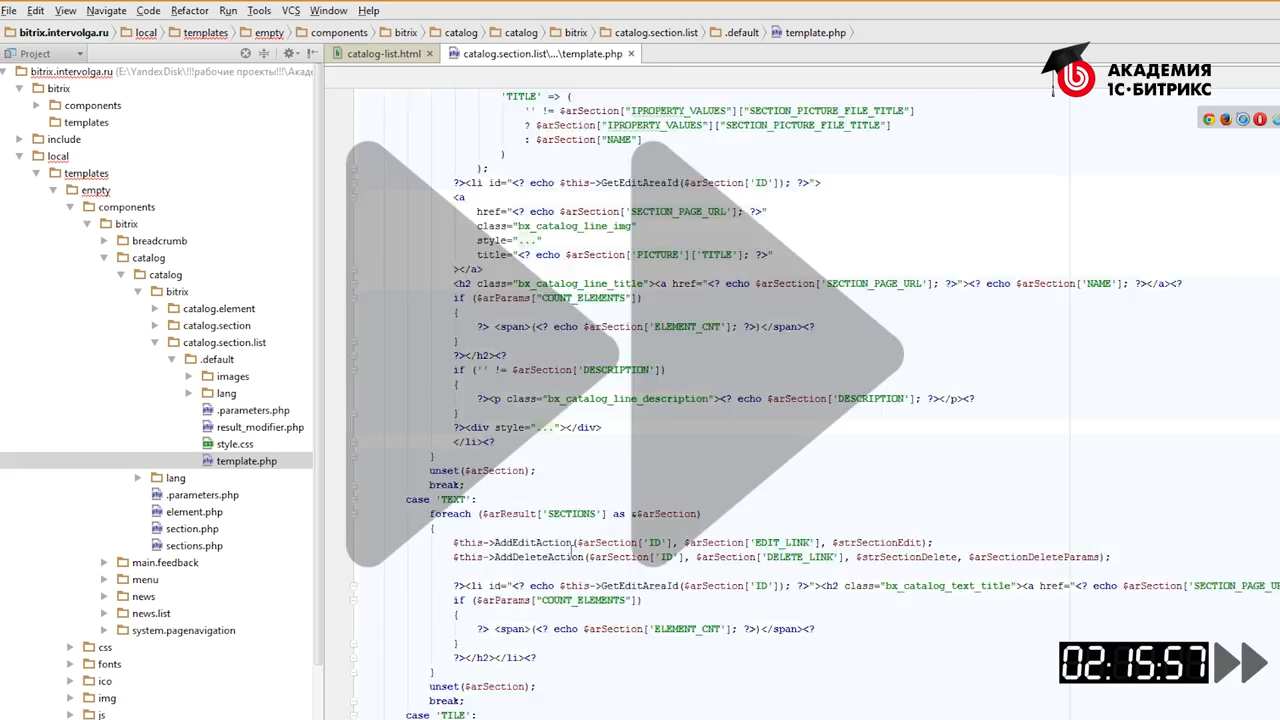 File Edit View Navigate Code Refactor Run Tools VCS Window Help
bitrix.intervolga.ru local templates empty components bitrix catalog catalog bitrix catalog.section.list .default template.php
Project
catalog-list.html
catalog.section.list\...\template.php
АКАДЕМИЯ
1С·БИТРИКС
bitrix.intervolga.ru (E:\YandexDisk\!!!рабочие проекты!!!\Акаде
bitrix
components
templates
include
local
templates
empty
components
bitrix
breadcrumb
catalog
catalog
bitrix
catalog.element
catalog.section
catalog.section.list
.default
images
lang
.parameters.php
result_modifier.php
style.css
template.php
lang
.parameters.php
element.php
section.php
sections.php
main.feedback
menu
news
news.list
system.pagenavigation
css
fonts
ico
img
js
'TITLE' => (
'' != $arSection["IPROPERTY_VALUES"]["SECTION_PICTURE_FILE_TITLE"]
? $arSection["IPROPERTY_VALUES"]["SECTION_PICTURE_FILE_TITLE"]
: $arSection["NAME"]
)
);
?><li id="<? echo $this->GetEditAreaId($arSection['ID']); ?>">
<a
href="<? echo $arSection['SECTION_PAGE_URL']; ?>"
class="bx_catalog_line_img"
style="..."
title="<? echo $arSection['PICTURE']['TITLE']; ?>"
></a>
<h2 class="bx_catalog_line_title"><a href="<? echo $arSection['SECTION_PAGE_URL']; ?>"><? echo $arSection['NAME']; ?></a><?
if ($arParams["COUNT_ELEMENTS"])
{
?> <span>(<? echo $arSection['ELEMENT_CNT']; ?>)</span><?
}
?></h2><?
if ('' != $arSection['DESCRIPTION'])
{
?><p class="bx_catalog_line_description"><? echo $arSection['DESCRIPTION']; ?></p><?
}
?><div style="..."></div>
</li><?
}
unset($arSection);
break;
case 'TEXT':
foreach ($arResult['SECTIONS'] as &$arSection)
{
$this->AddEditAction($arSection['ID'], $arSection['EDIT_LINK'], $strSectionEdit);
$this->AddDeleteAction($arSection['ID'], $arSection['DELETE_LINK'], $strSectionDelete, $arSectionDeleteParams);
?><li id="<? echo $this->GetEditAreaId($arSection['ID']); ?>"><h2 class="bx_catalog_text_title"><a href="<? echo $arSection['SECTION_PAGE_U
if ($arParams["COUNT_ELEMENTS"])
{
?> <span>(<? echo $arSection['ELEMENT_CNT']; ?>)</span><?
}
?></h2></li><?
}
unset($arSection);
break;
case 'TILE':
02:15:57